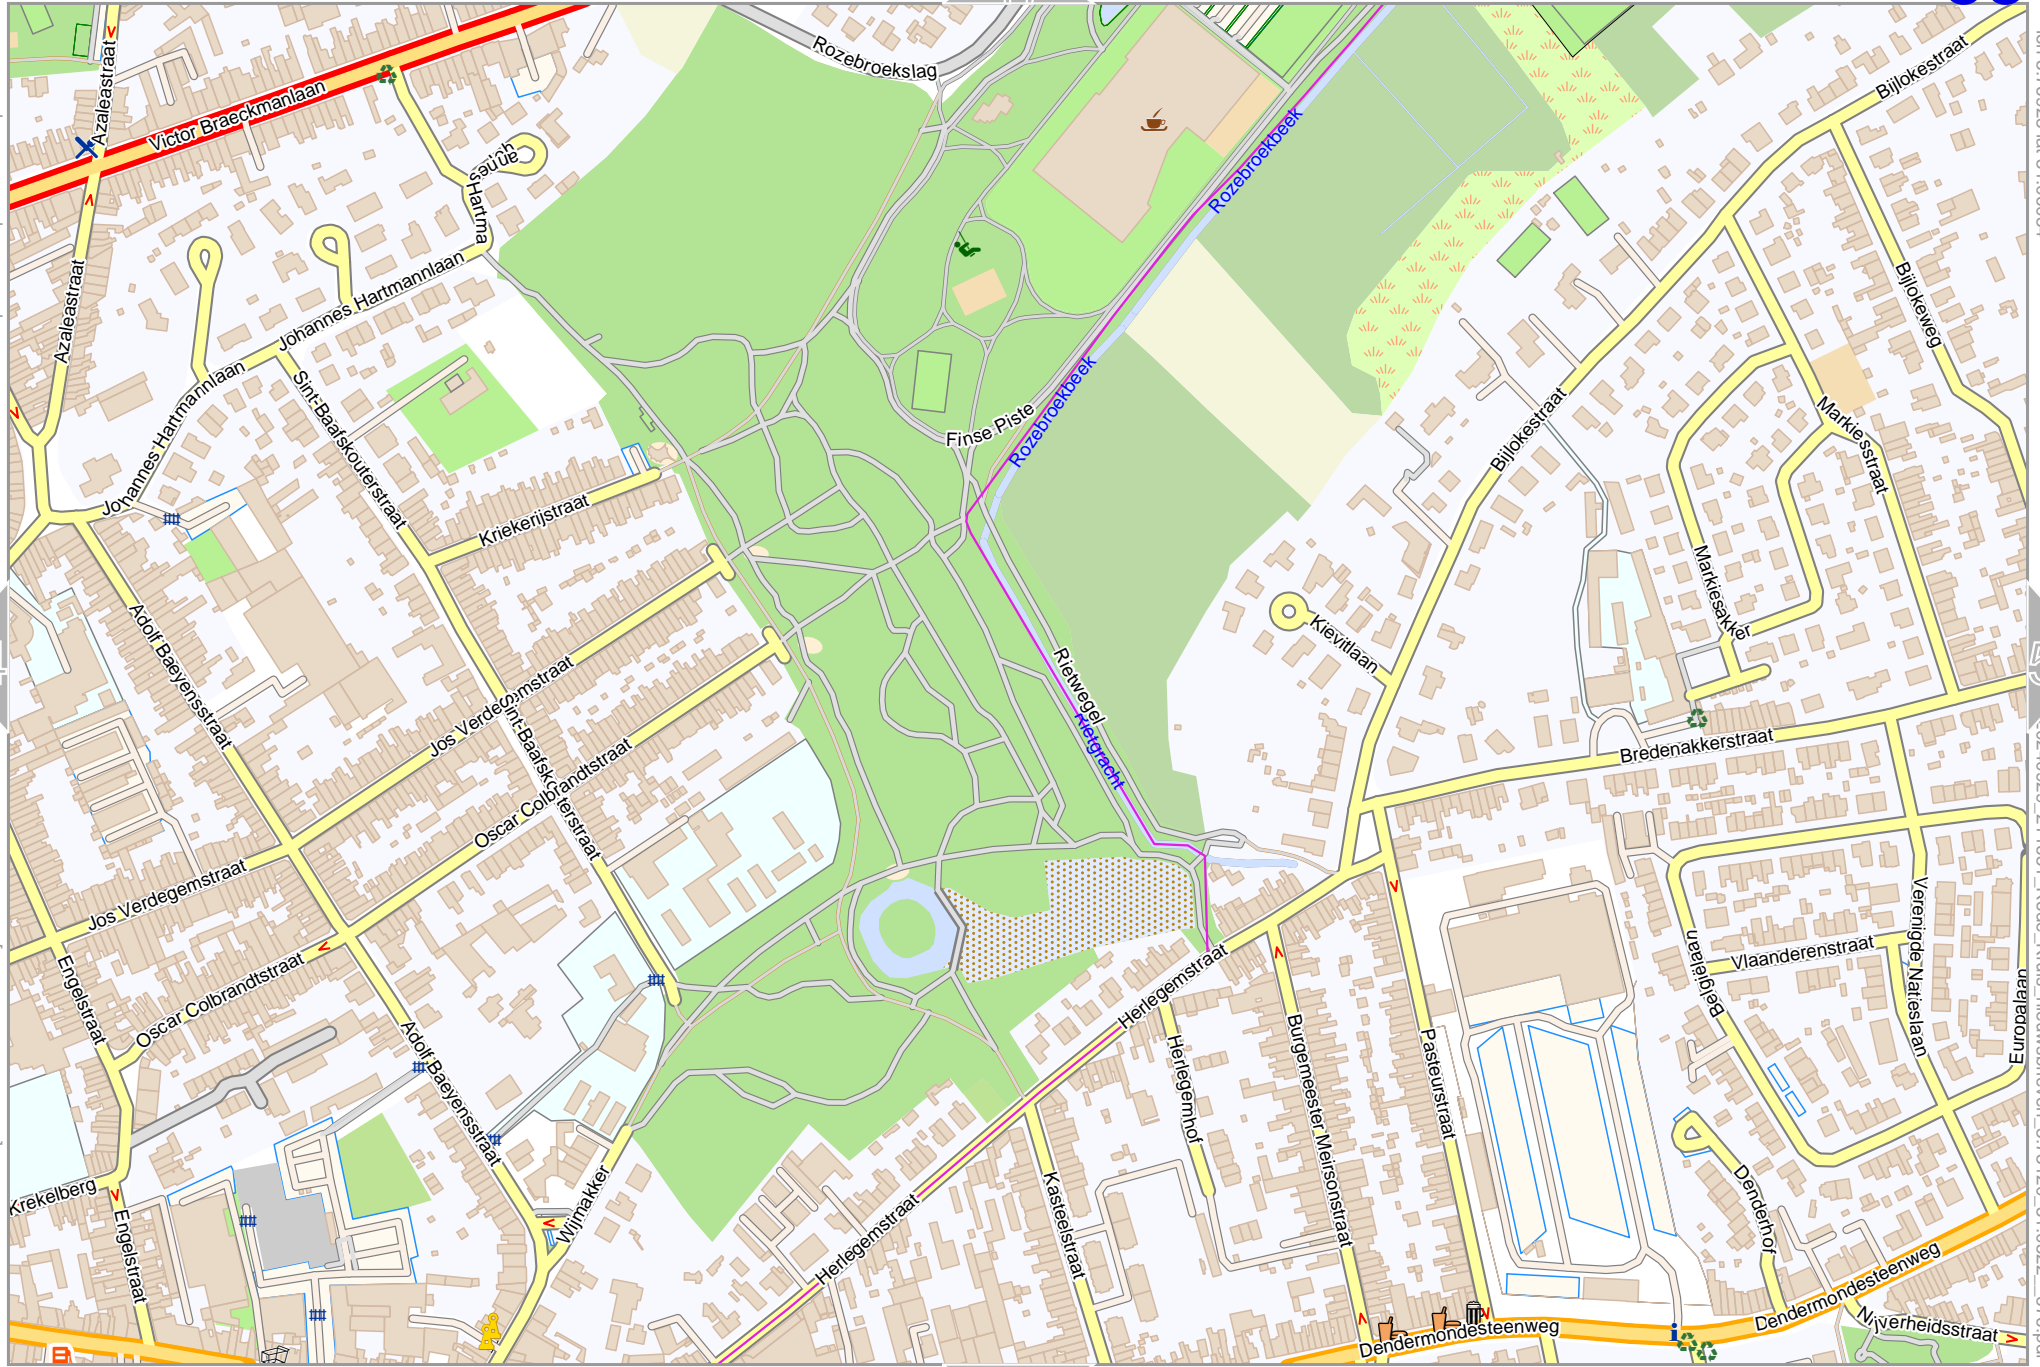 Rozebroekslag
Bijlokestraat
Azaleastraat
Victor Braeckmanlaan
Rozebroekbeek
Johannes
Hartma
Azaleastraat
Johannes Hartmannlaan
Bijlokeweg
Johannes Hartmannlaan
Sint-Baafskouterstraat
Rozebroekbeek
Finse Piste
Bijlokestraat
Markiesstraat
Kriekerijstraat
Markiesakker
Adolf Baeyensstraat
Kievitlaan
Jos Verdegemstraat
Sint-Baafskouterstraat
Rietwegel
Rietgracht
Oscar Colbrandtstraat
Bredenakkerstraat
Jos Verdegemstraat
Verenigde Natieslaan
Vlaanderenstraat
Belgiëlaan
Europalaan
Engelstraat
Oscar Colbrandtstraat
Herlegemstraat
Adolf Baeyensstraat
Herlegemhof
Burgemeester Meirsonstraat
Pasteurstraat
Krekelberg
Engelstraat
Wijmakker
Herlegemstraat
Kasteelstraat
Denderhof
Dendermondesteenweg
Dendermondesteenweg
Nijverheidsstraat